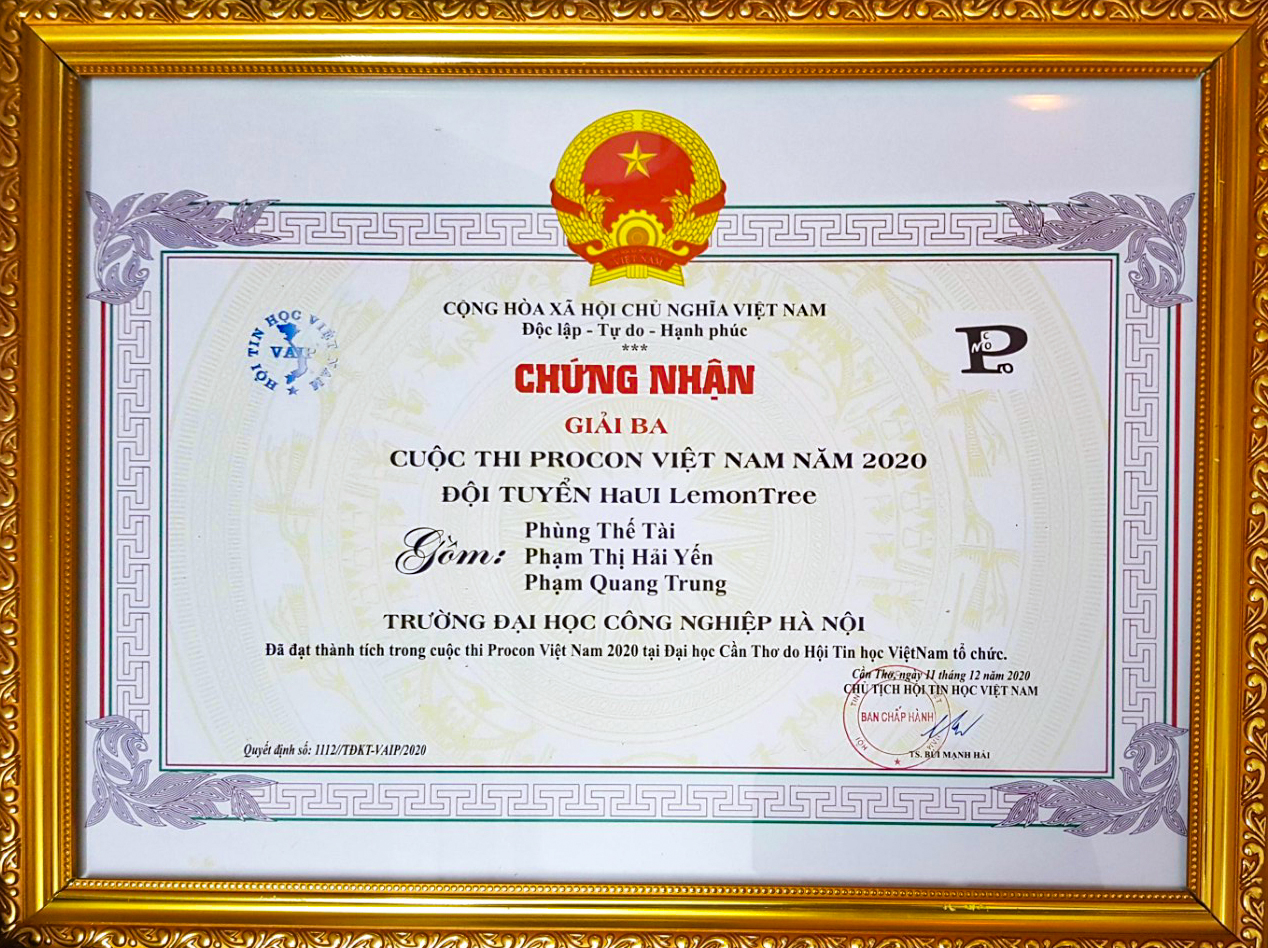 VIỆT NAM
CỘNG HÒA XÃ HỘI CHỦ NGHĨA VIỆT NAM
Độc lập - Tự do - Hạnh phúc
***
HỘI TIN HỌC VIỆT NAM
VAIP
PROCON
CHỨNG NHẬN
GIẢI BA
CUỘC THI PROCON VIỆT NAM NĂM 2020
ĐỘI TUYỂN HaUI LemonTree
Gồm:
Phùng Thế Tài
Phạm Thị Hải Yến
Phạm Quang Trung
TRƯỜNG ĐẠI HỌC CÔNG NGHIỆP HÀ NỘI
Đã đạt thành tích trong cuộc thi Procon Việt Nam 2020 tại Đại học Cần Thơ do Hội Tin học ViệtNam tổ chức.
Cần Thơ, ngày 11 tháng 12 năm 2020
CHỦ TỊCH HỘI TIN HỌC VIỆT NAM
BAN CHẤP HÀNH
Quyết định số: 1112//TĐKT-VAIP/2020
TS. BÙI MẠNH HẢI